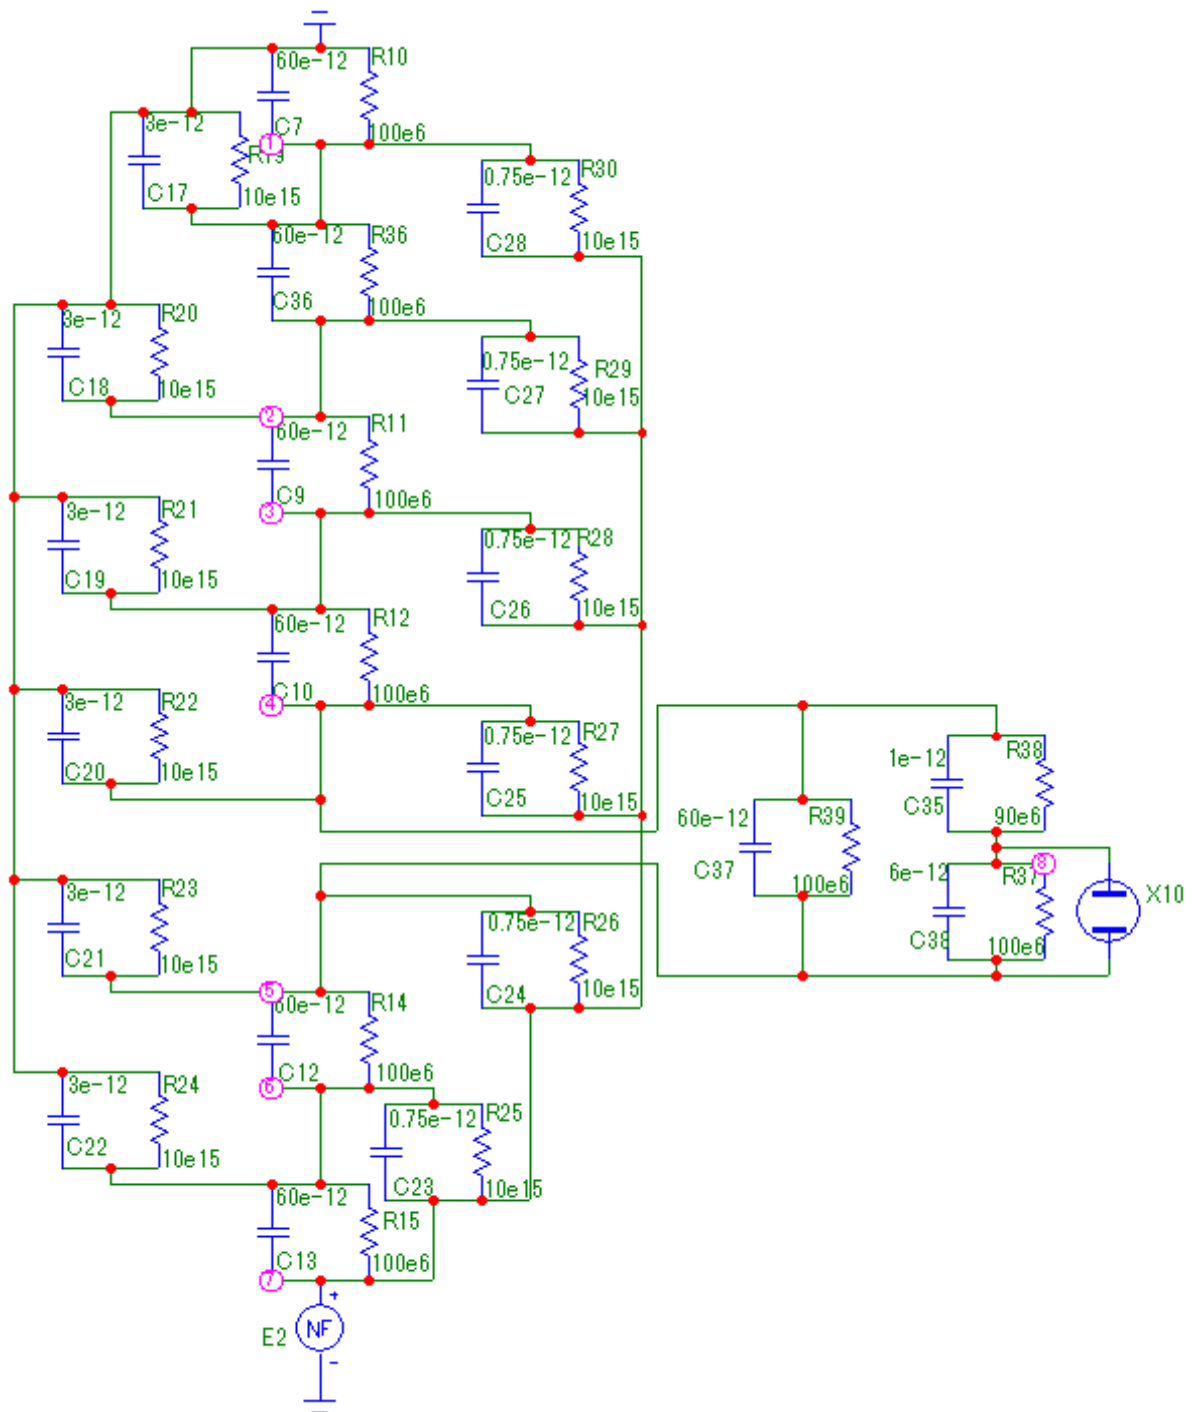 60e-12
R10
C7
100e6
1
3e-12
R19
C17
10e15
0.75e-12
R30
C28
10e15
60e-12
R36
C36
100e6
3e-12
R20
C18
10e15
0.75e-12
R29
C27
10e15
2
60e-12
R11
C9
100e6
3
3e-12
R21
C19
10e15
0.75e-12
R28
C26
10e15
60e-12
R12
C10
100e6
4
3e-12
R22
C20
10e15
0.75e-12
R27
C25
10e15
1e-12
R38
C35
90e6
60e-12
R39
C37
100e6
6e-12
R37
8
C38
100e6
X10
3e-12
R23
C21
10e15
0.75e-12
R26
C24
10e15
5
60e-12
R14
C12
100e6
6
3e-12
R24
C22
10e15
0.75e-12
R25
C23
10e15
60e-12
R15
C13
100e6
7
+
E2
NF
-